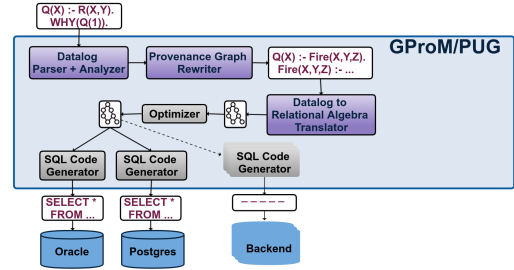 Q(X) :- R(X,Y).
WHY(Q(1)).
GProM/PUG
Datalog
Parser + Analyzer
Provenance Graph
Rewriter
Q(X) :- Fire(X,Y,Z).
Fire(X,Y,Z) :- ...
Datalog to
Relational Algebra
Translator
Optimizer
SQL Code
Generator
SQL Code
Generator
SQL Code
Generator
SELECT *
FROM ...
SELECT *
FROM ...
— — — — —
Oracle
Postgres
Backend